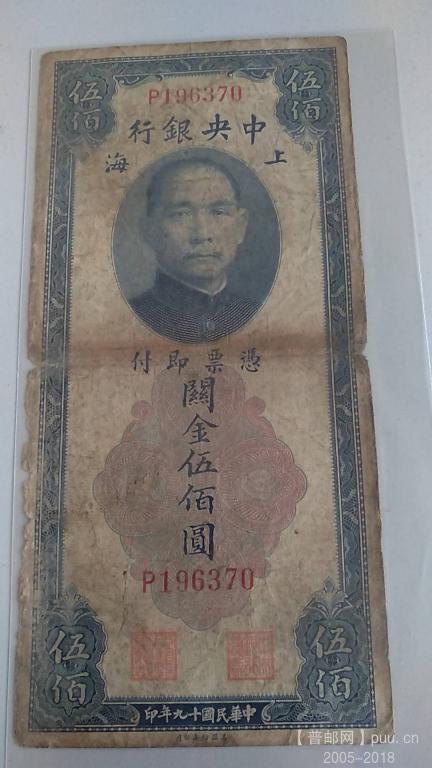 伍佰 伍佰
P196370
中央銀行
上海
憑票即付
關金伍佰圓
P196370
伍佰 伍佰
中華民國十九年印
【普邮网】puu.cn
2005-2018